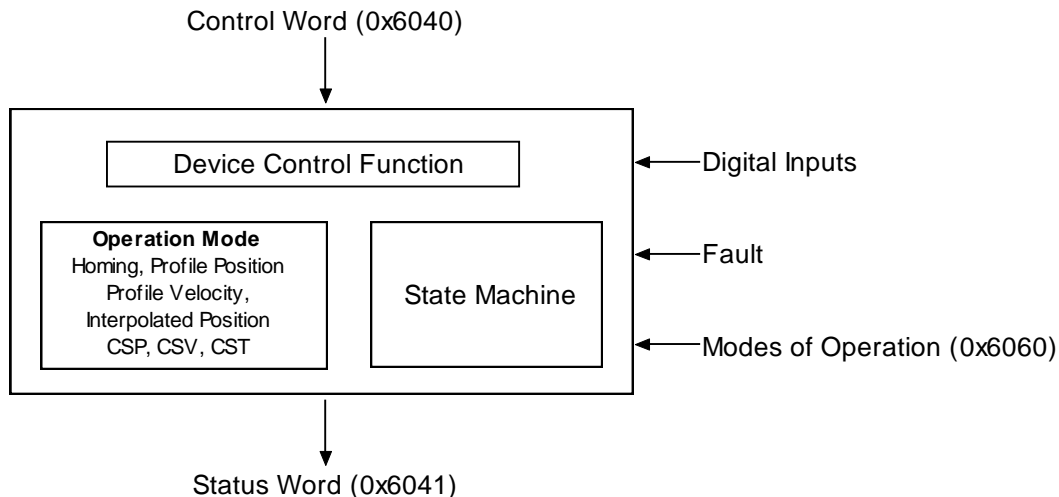 Control Word (0x6040)
Device Control Function
Digital Inputs
Operation Mode
Homing, Profile Position
Profile Velocity,
Interpolated Position
CSP, CSV, CST
State Machine
Fault
Modes of Operation (0x6060)
Status Word (0x6041)